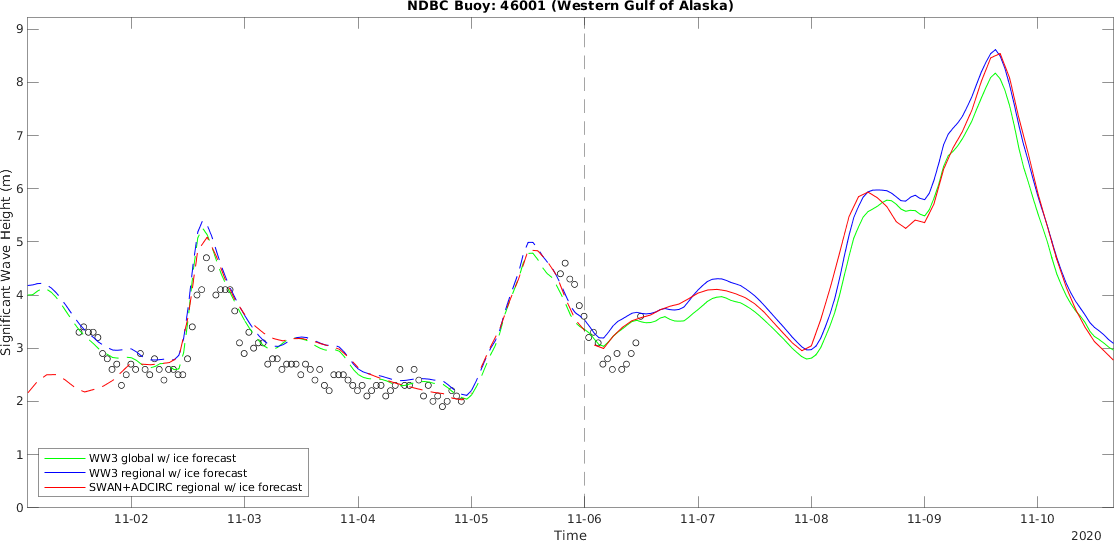 NDBC Buoy: 46001 (Western Gulf of Alaska)
Significant Wave Height (m)
9
8
7
6
5
4
3
2
1
0
WW3 global w/ ice forecast
WW3 regional w/ ice forecast
SWAN+ADCIRC regional w/ ice forecast
11-02 11-03 11-04 11-05 11-06 11-07 11-08 11-09 11-10
Time
2020